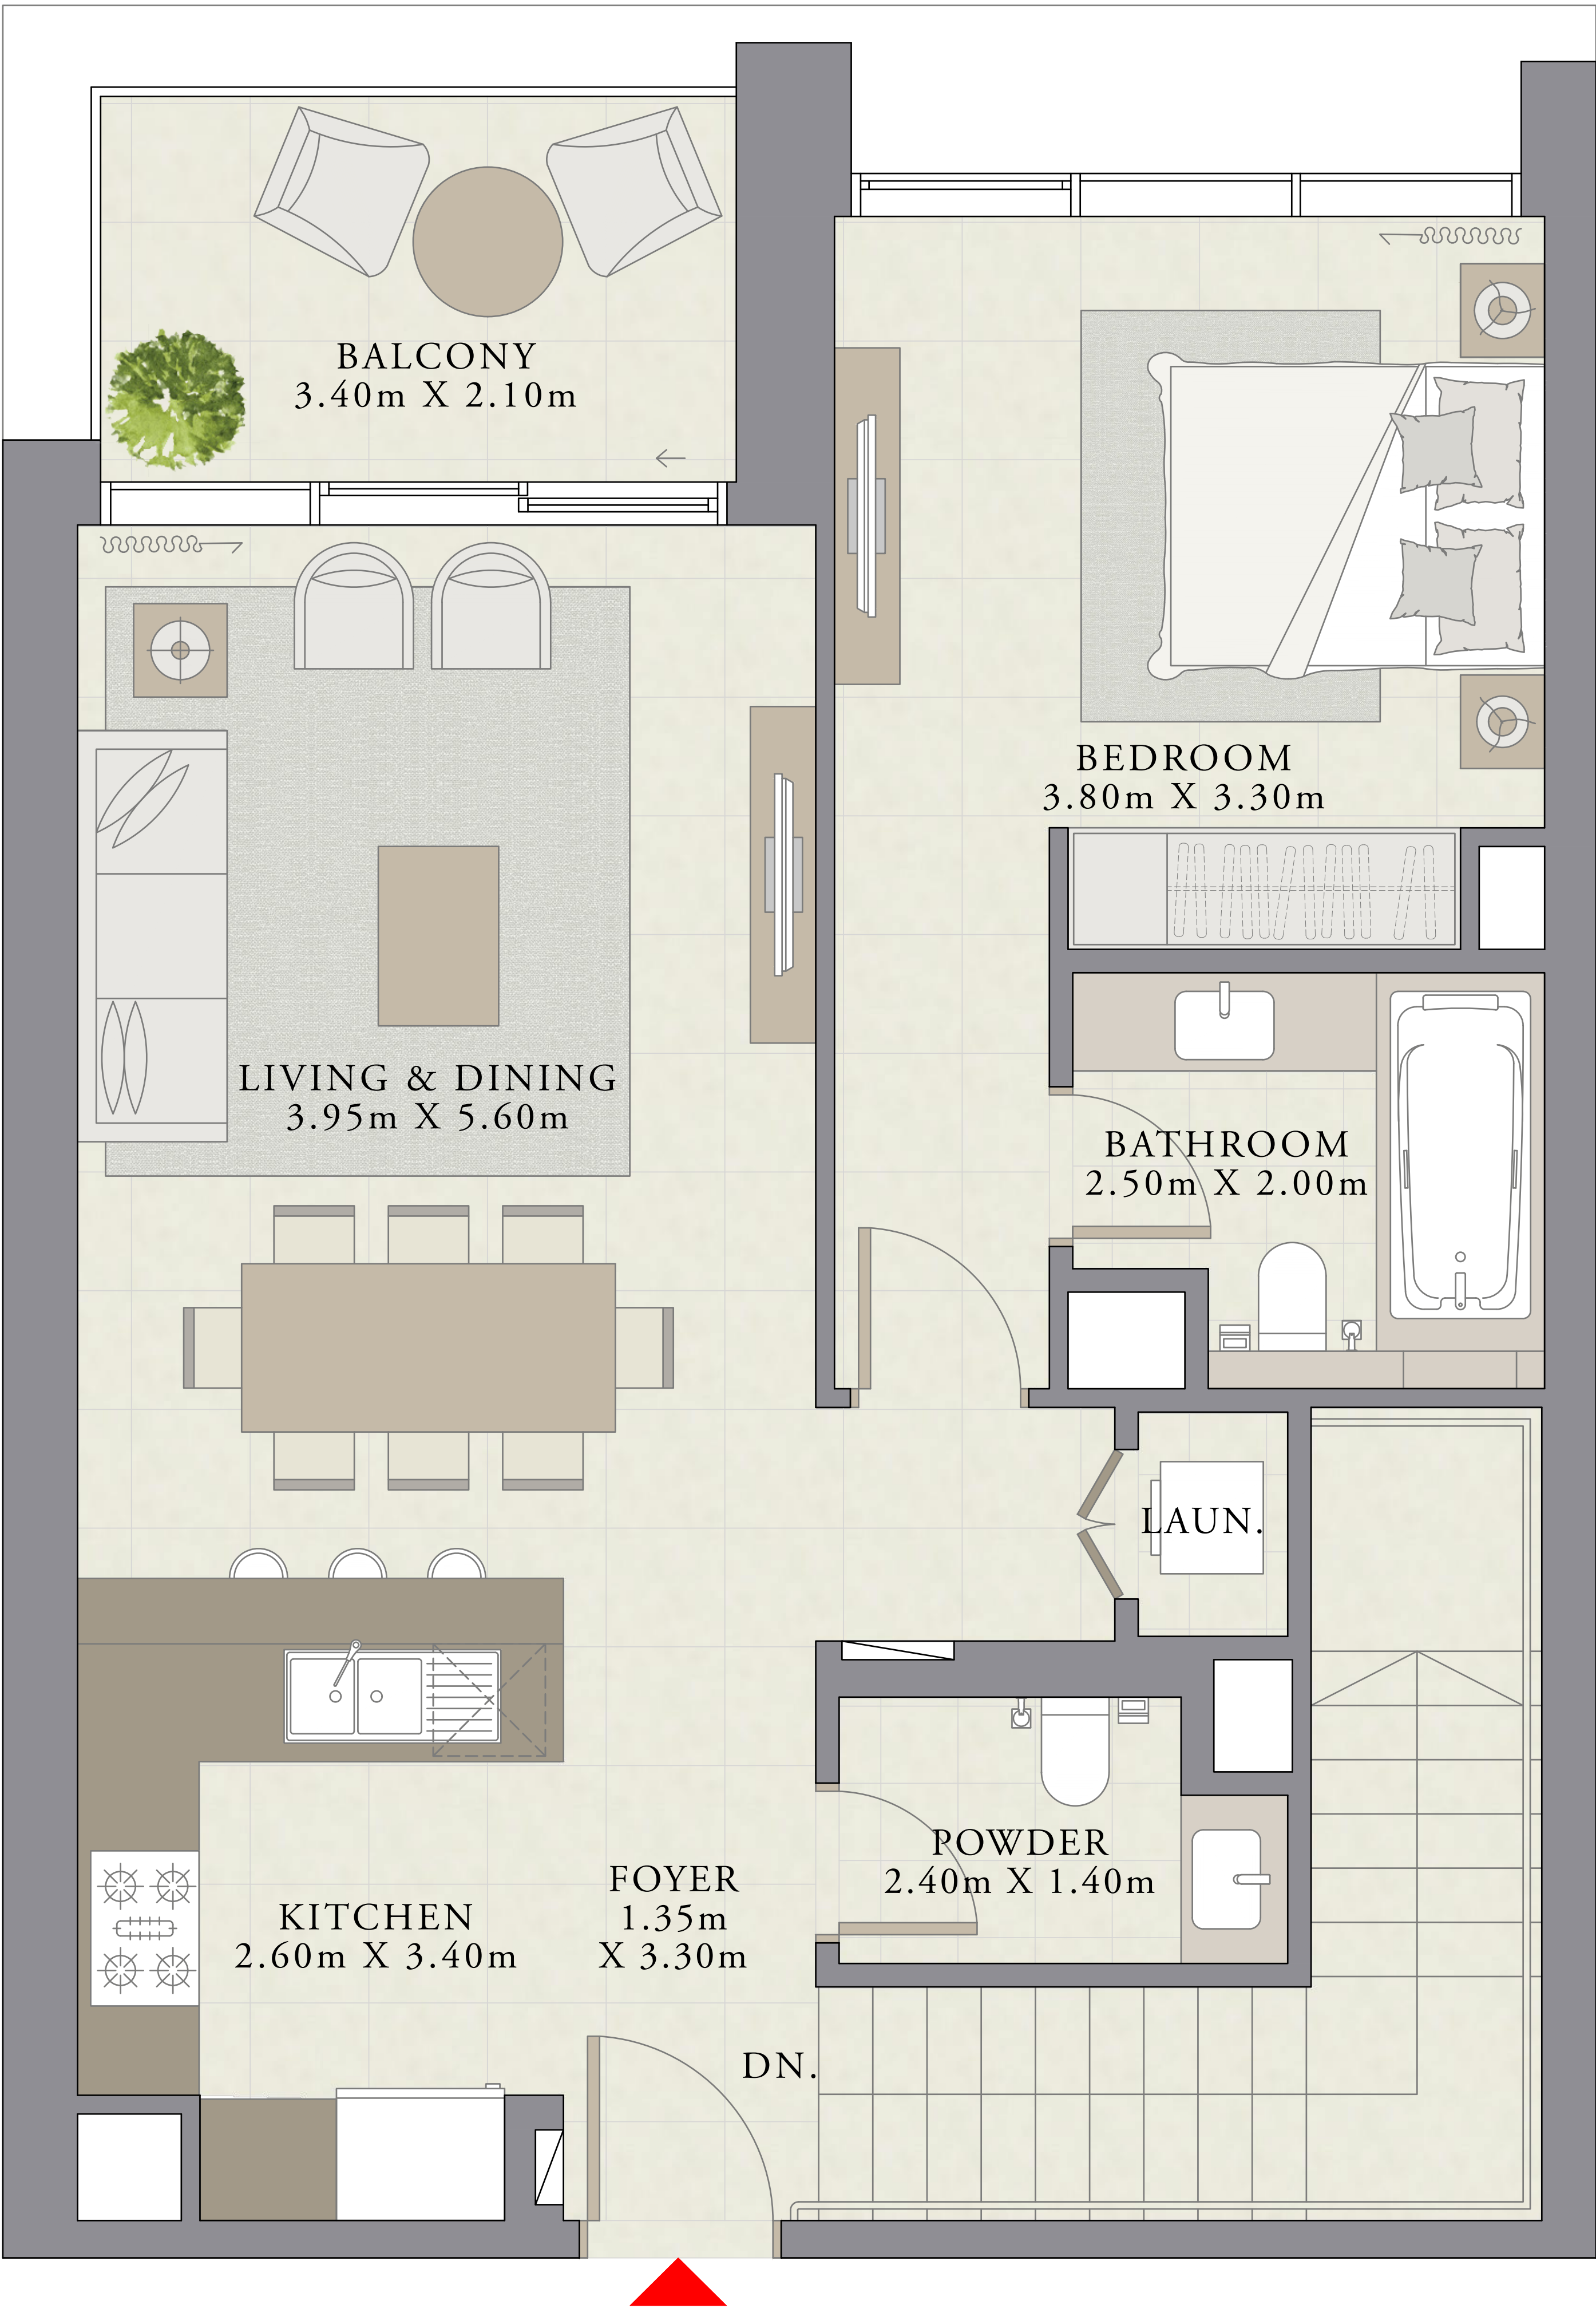 BALCONY
3.40m X 2.10m
BEDROOM
3.80m X 3.30m
LIVING & DINING
3.95m X 5.60m
BATHROOM
2.50m X 2.00m
LAUN.
POWDER
2.40m X 1.40m
FOYER
1.35m
X 3.30m
KITCHEN
2.60m X 3.40m
DN.